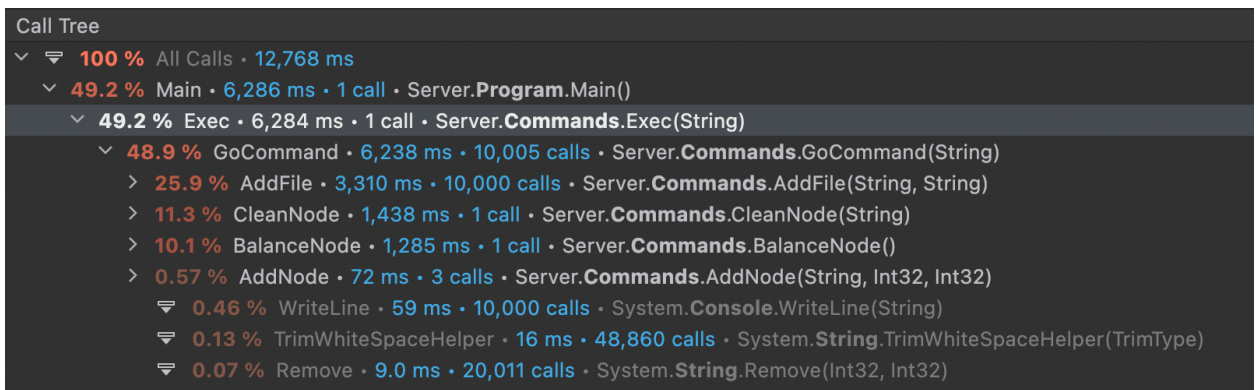 Call Tree
100 % All Calls • 12,768 ms
49.2 % Main • 6,286 ms • 1 call • Server.Program.Main()
49.2 % Exec • 6,284 ms • 1 call • Server.Commands.Exec(String)
48.9 % GoCommand • 6,238 ms • 10,005 calls • Server.Commands.GoCommand(String)
25.9 % AddFile • 3,310 ms • 10,000 calls • Server.Commands.AddFile(String, String)
11.3 % CleanNode • 1,438 ms • 1 call • Server.Commands.CleanNode(String)
10.1 % BalanceNode • 1,285 ms • 1 call • Server.Commands.BalanceNode()
0.57 % AddNode • 72 ms • 3 calls • Server.Commands.AddNode(String, Int32, Int32)
0.46 % WriteLine • 59 ms • 10,000 calls • System.Console.WriteLine(String)
0.13 % TrimWhiteSpaceHelper • 16 ms • 48,860 calls • System.String.TrimWhiteSpaceHelper(TrimType)
0.07 % Remove • 9.0 ms • 20,011 calls • System.String.Remove(Int32, Int32)